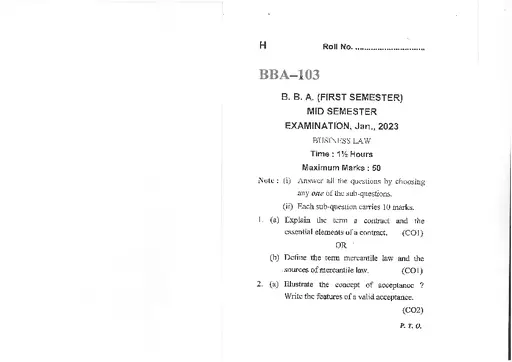 H Roll No. ..............................
BBA–103
B. B. A. (FIRST SEMESTER)
MID SEMESTER
EXAMINATION, Jan., 2023
BUSINESS LAW
Time : 1½ Hours
Maximum Marks : 50
Note : (i) Answer all the questions by choosing
any one of the sub-questions.
(ii) Each sub-question carries 10 marks.
1. (a) Explain the term a contract and the
essential elements of a contract. (CO1)
OR
(b) Define the term mercantile law and the
sources of mercantile law. (CO1)
2. (a) Illustrate the concept of acceptance ?
Write the features of a valid acceptance.
(CO2)
P. T. O.